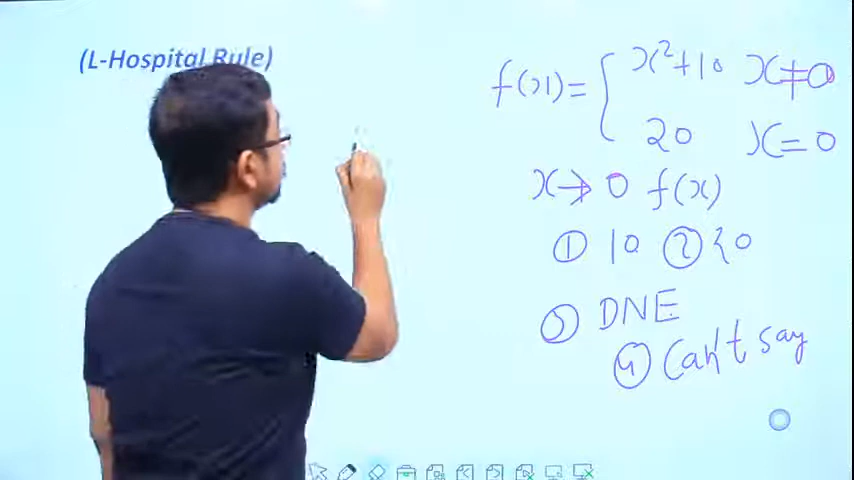 (L-Hospital Rule)
f(x) = { x²+10 x≠0
20 x=0
x→0 f(x)
① 10 ② 20
③ DNE
④ Can't say